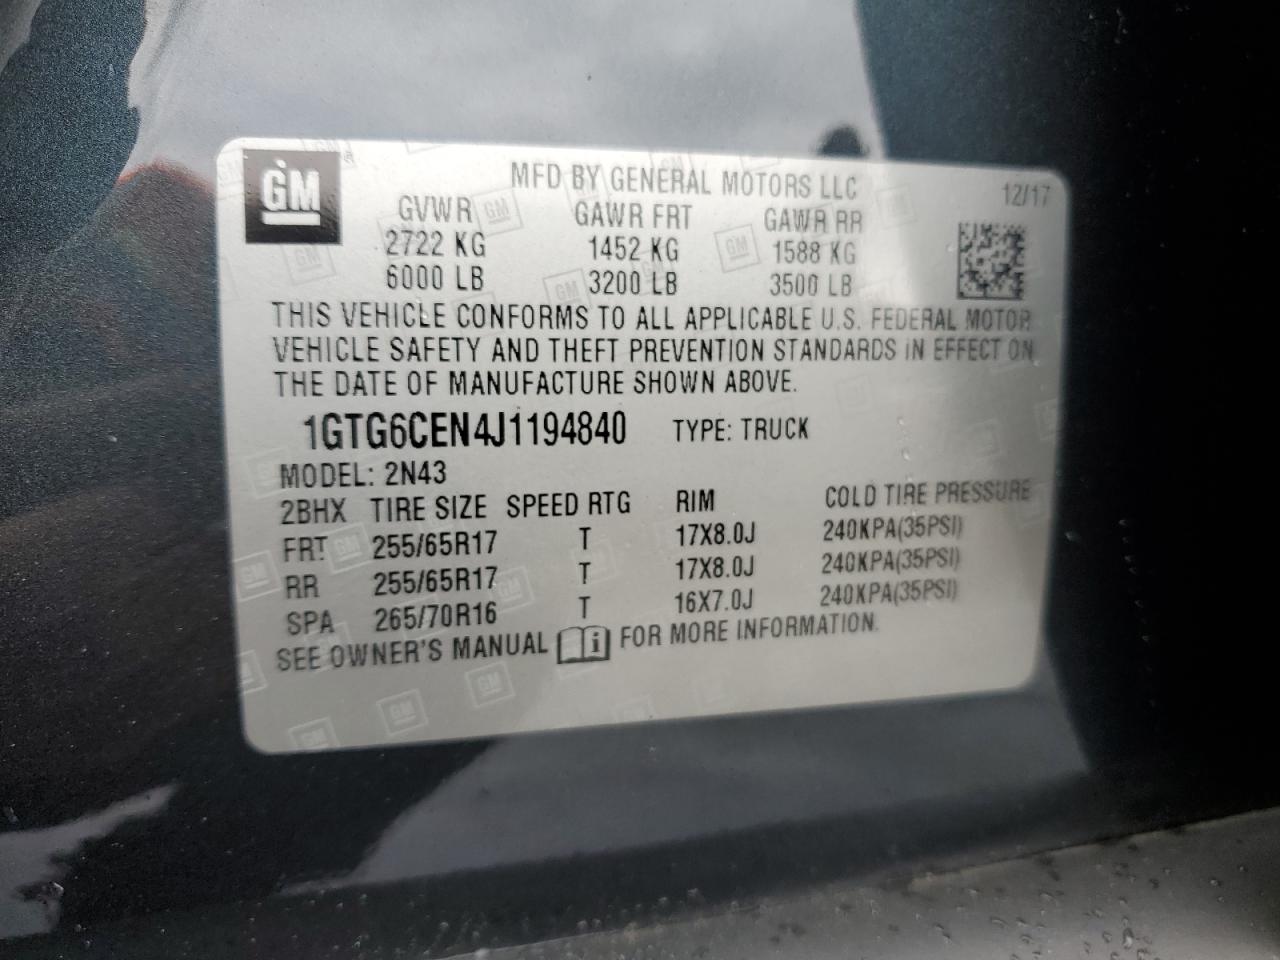 GM
MFD BY GENERAL MOTORS LLC 12/17
GVWR GAWR FRT GAWR RR
2722 KG 1452 KG 1588 KG
6000 LB 3200 LB 3500 LB
THIS VEHICLE CONFORMS TO ALL APPLICABLE U.S. FEDERAL MOTOR
VEHICLE SAFETY AND THEFT PREVENTION STANDARDS IN EFFECT ON
THE DATE OF MANUFACTURE SHOWN ABOVE.
1GTG6CEN4J1194840 TYPE: TRUCK
MODEL: 2N43
2BHX TIRE SIZE SPEED RTG RIM COLD TIRE PRESSURE
FRT 255/65R17 T 17X8.0J 240KPA(35PSI)
RR 255/65R17 T 17X8.0J 240KPA(35PSI)
SPA 265/70R16 T 16X7.0J 240KPA(35PSI)
SEE OWNER'S MANUAL i FOR MORE INFORMATION.